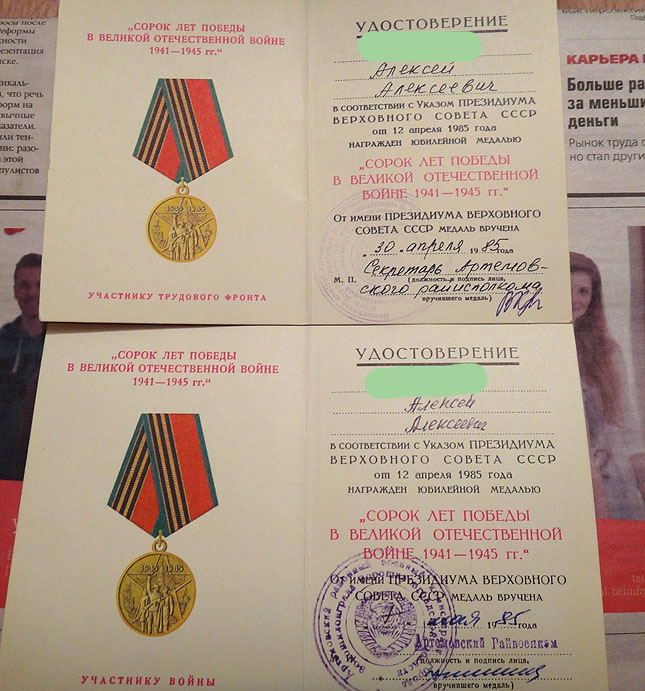 „СОРОК ЛЕТ ПОБЕДЫ
В ВЕЛИКОЙ ОТЕЧЕСТВЕННОЙ ВОЙНЕ
1941—1945 гг.“
1945 1985
УЧАСТНИКУ ТРУДОВОГО ФРОНТА
УДОСТОВЕРЕНИЕ
Алексей
Алексеевич
В СООТВЕТСТВИИ С УКАЗОМ ПРЕЗИДИУМА
ВЕРХОВНОГО СОВЕТА СССР
от 12 апреля 1985 года
НАГРАЖДЕН ЮБИЛЕЙНОЙ МЕДАЛЬЮ
„СОРОК ЛЕТ ПОБЕДЫ
В ВЕЛИКОЙ ОТЕЧЕСТВЕННОЙ
ВОЙНЕ 1941—1945 гг.“
От имени ПРЕЗИДИУМА ВЕРХОВНОГО
СОВЕТА СССР МЕДАЛЬ ВРУЧЕНА
„30 „ апреля 1985 года
Секретарь Артемов-
М. П. (должность и подпись лица,
ского райисполкома
вручившего медаль)
„СОРОК ЛЕТ ПОБЕДЫ
В ВЕЛИКОЙ ОТЕЧЕСТВЕННОЙ ВОЙНЕ
1941—1945 гг.“
1945 1985
УЧАСТНИКУ ВОЙНЫ
УДОСТОВЕРЕНИЕ
Алексей
Алексеевич
В СООТВЕТСТВИИ С УКАЗОМ ПРЕЗИДИУМА
ВЕРХОВНОГО СОВЕТА СССР
от 12 апреля 1985 года
НАГРАЖДЕН ЮБИЛЕЙНОЙ МЕДАЛЬЮ
„СОРОК ЛЕТ ПОБЕДЫ
В ВЕЛИКОЙ ОТЕЧЕСТВЕННОЙ
ВОЙНЕ 1941—1945 гг.“
От имени ПРЕЗИДИУМА ВЕРХОВНОГО
СОВЕТА СССР МЕДАЛЬ ВРУЧЕНА
мая 1985 года
Артемовский Райвоенком
должность и подпись лица,
вручившего медаль)
КАРЬЕРА
Больше ра
за меньши
деньги
Рынок труда с
но стал други